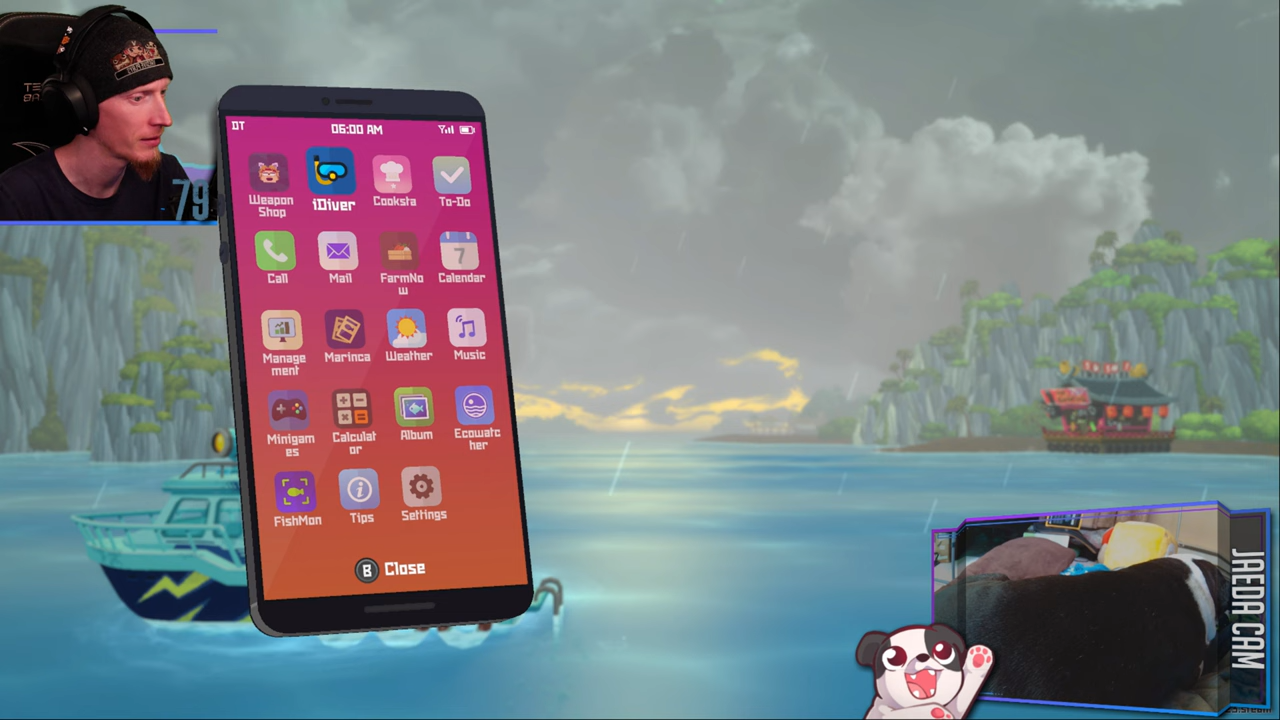 79
DT
06:00 AM
Weapon
Shop
iDiver
Cooksta
To-Do
Call
Mail
FarmNo
w
7
Calendar
Manage
ment
Marinca
Weather
Music
Minigam
es
Calculat
or
Album
Ecowatc
her
FishMon
Tips
Settings
B Close
JAEDA CAM